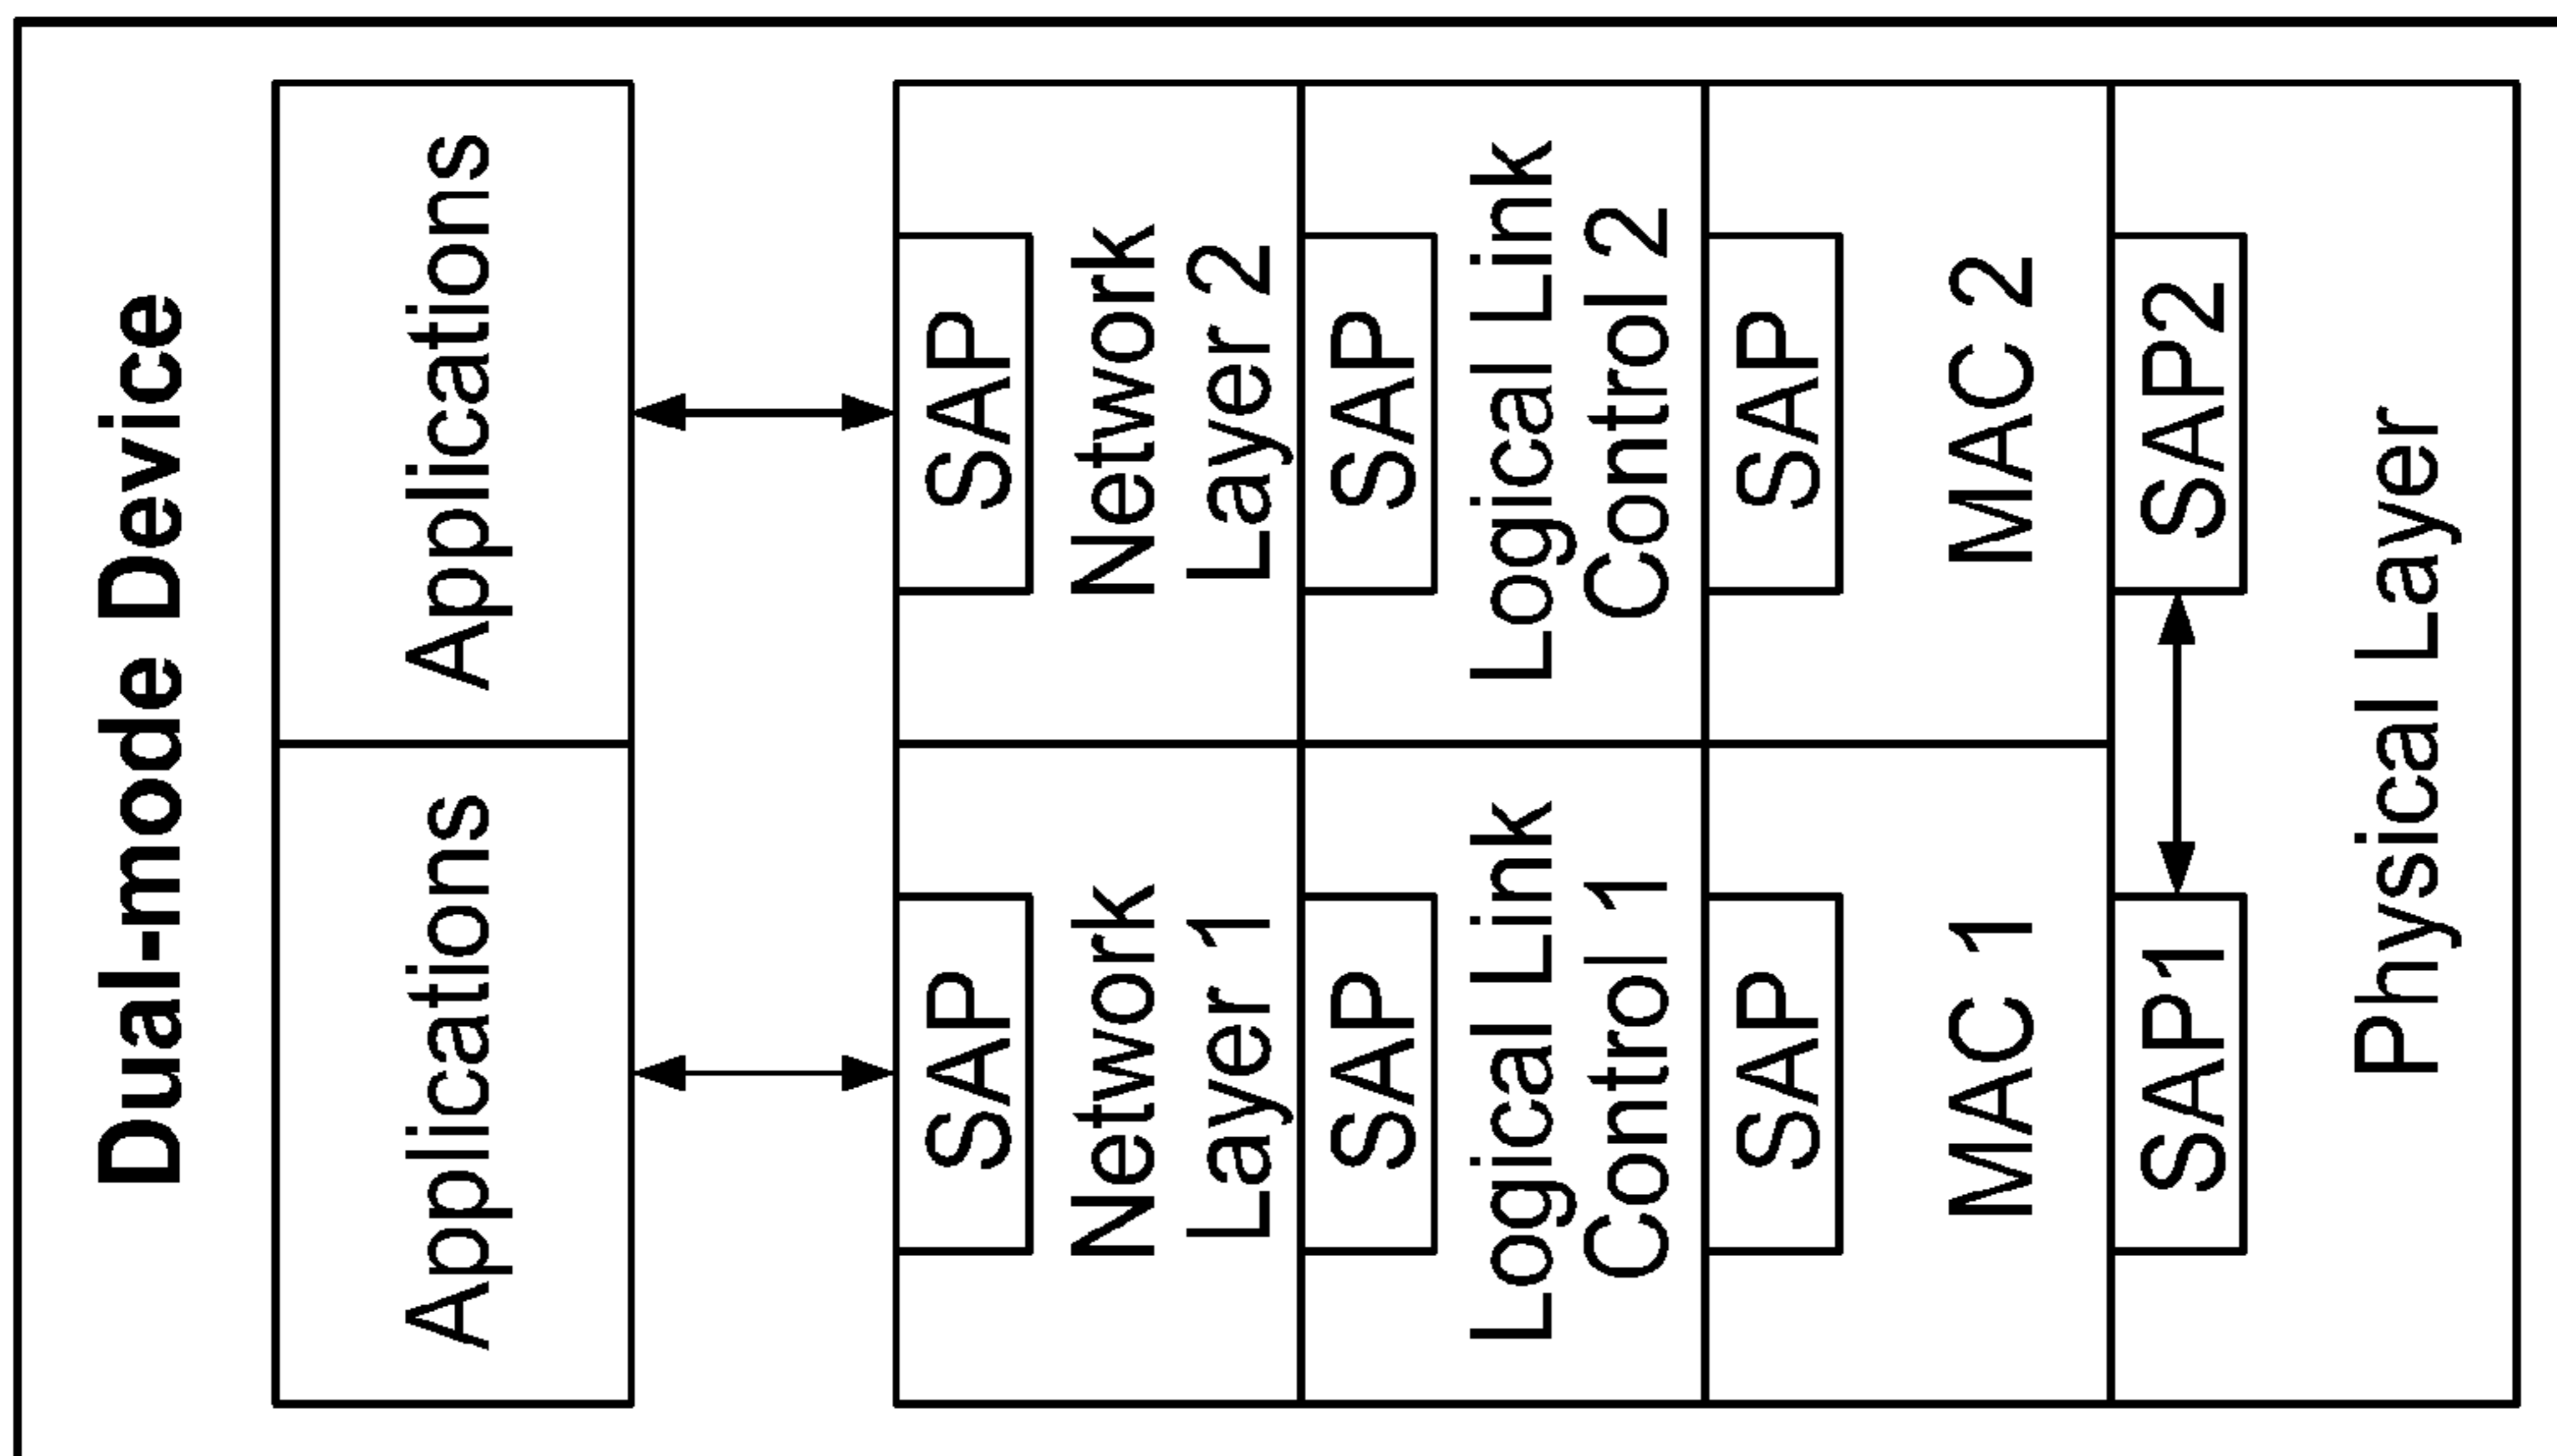 Dual-mode Device
Applications
Applications
SAP
SAP
Network
Layer 1
Network
Layer 2
SAP
SAP
Logical Link
Control 1
Logical Link
Control 2
SAP
SAP
MAC 1
MAC 2
SAP1
SAP2
Physical Layer